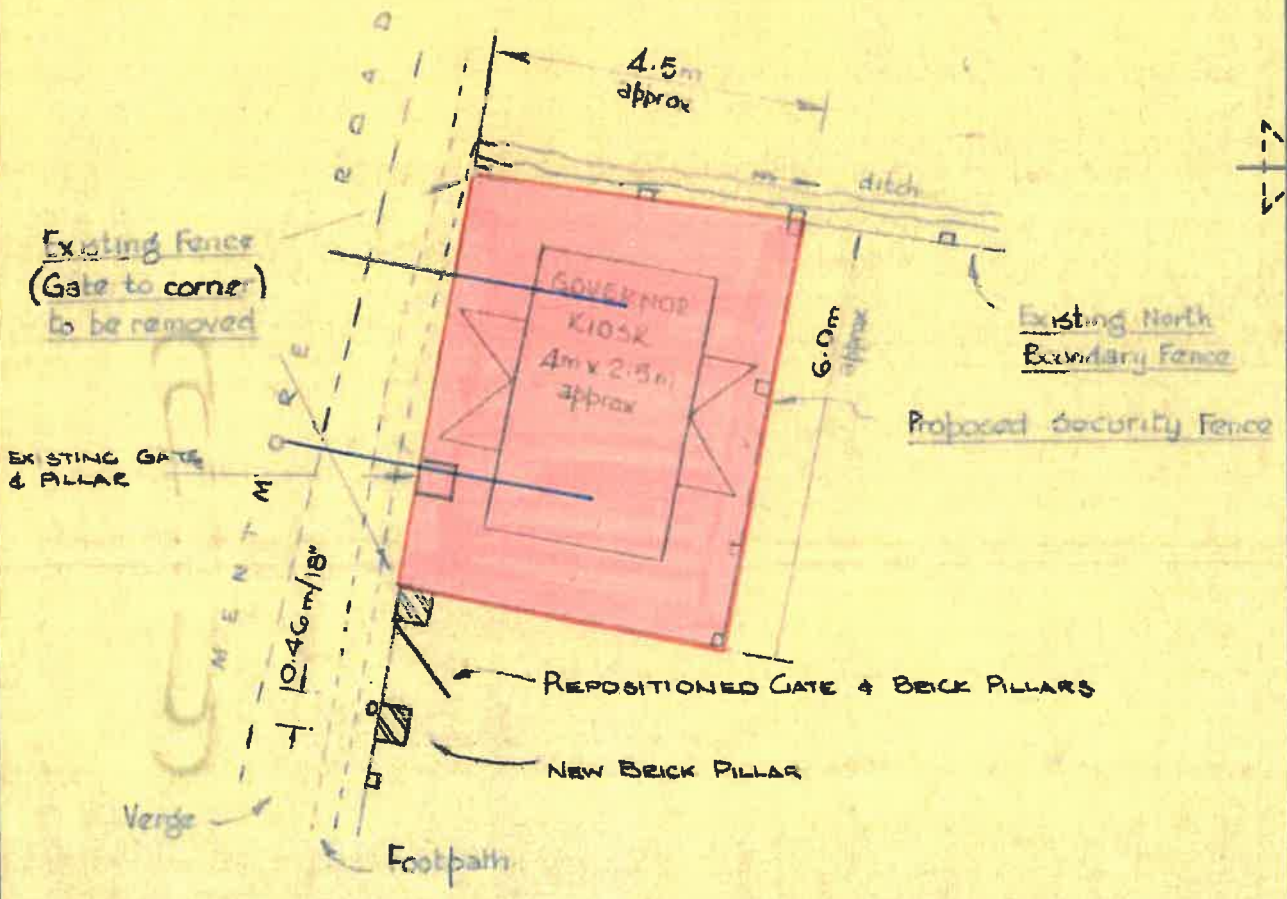 4.5m
approx
ditch
Existing Fence
(Gate to corner)
to be removed
ROAD
GOVERNOR
KIOSK
4m x 2.5m
approx
6.0m
approx
Existing North
Boundary Fence
Proposed Security Fence
EXISTING GATE
& PILLAR
MENTMORE
0.46m/18"
REPOSITIONED GATE & BRICK PILLARS
NEW BRICK PILLAR
Verge
Footpath